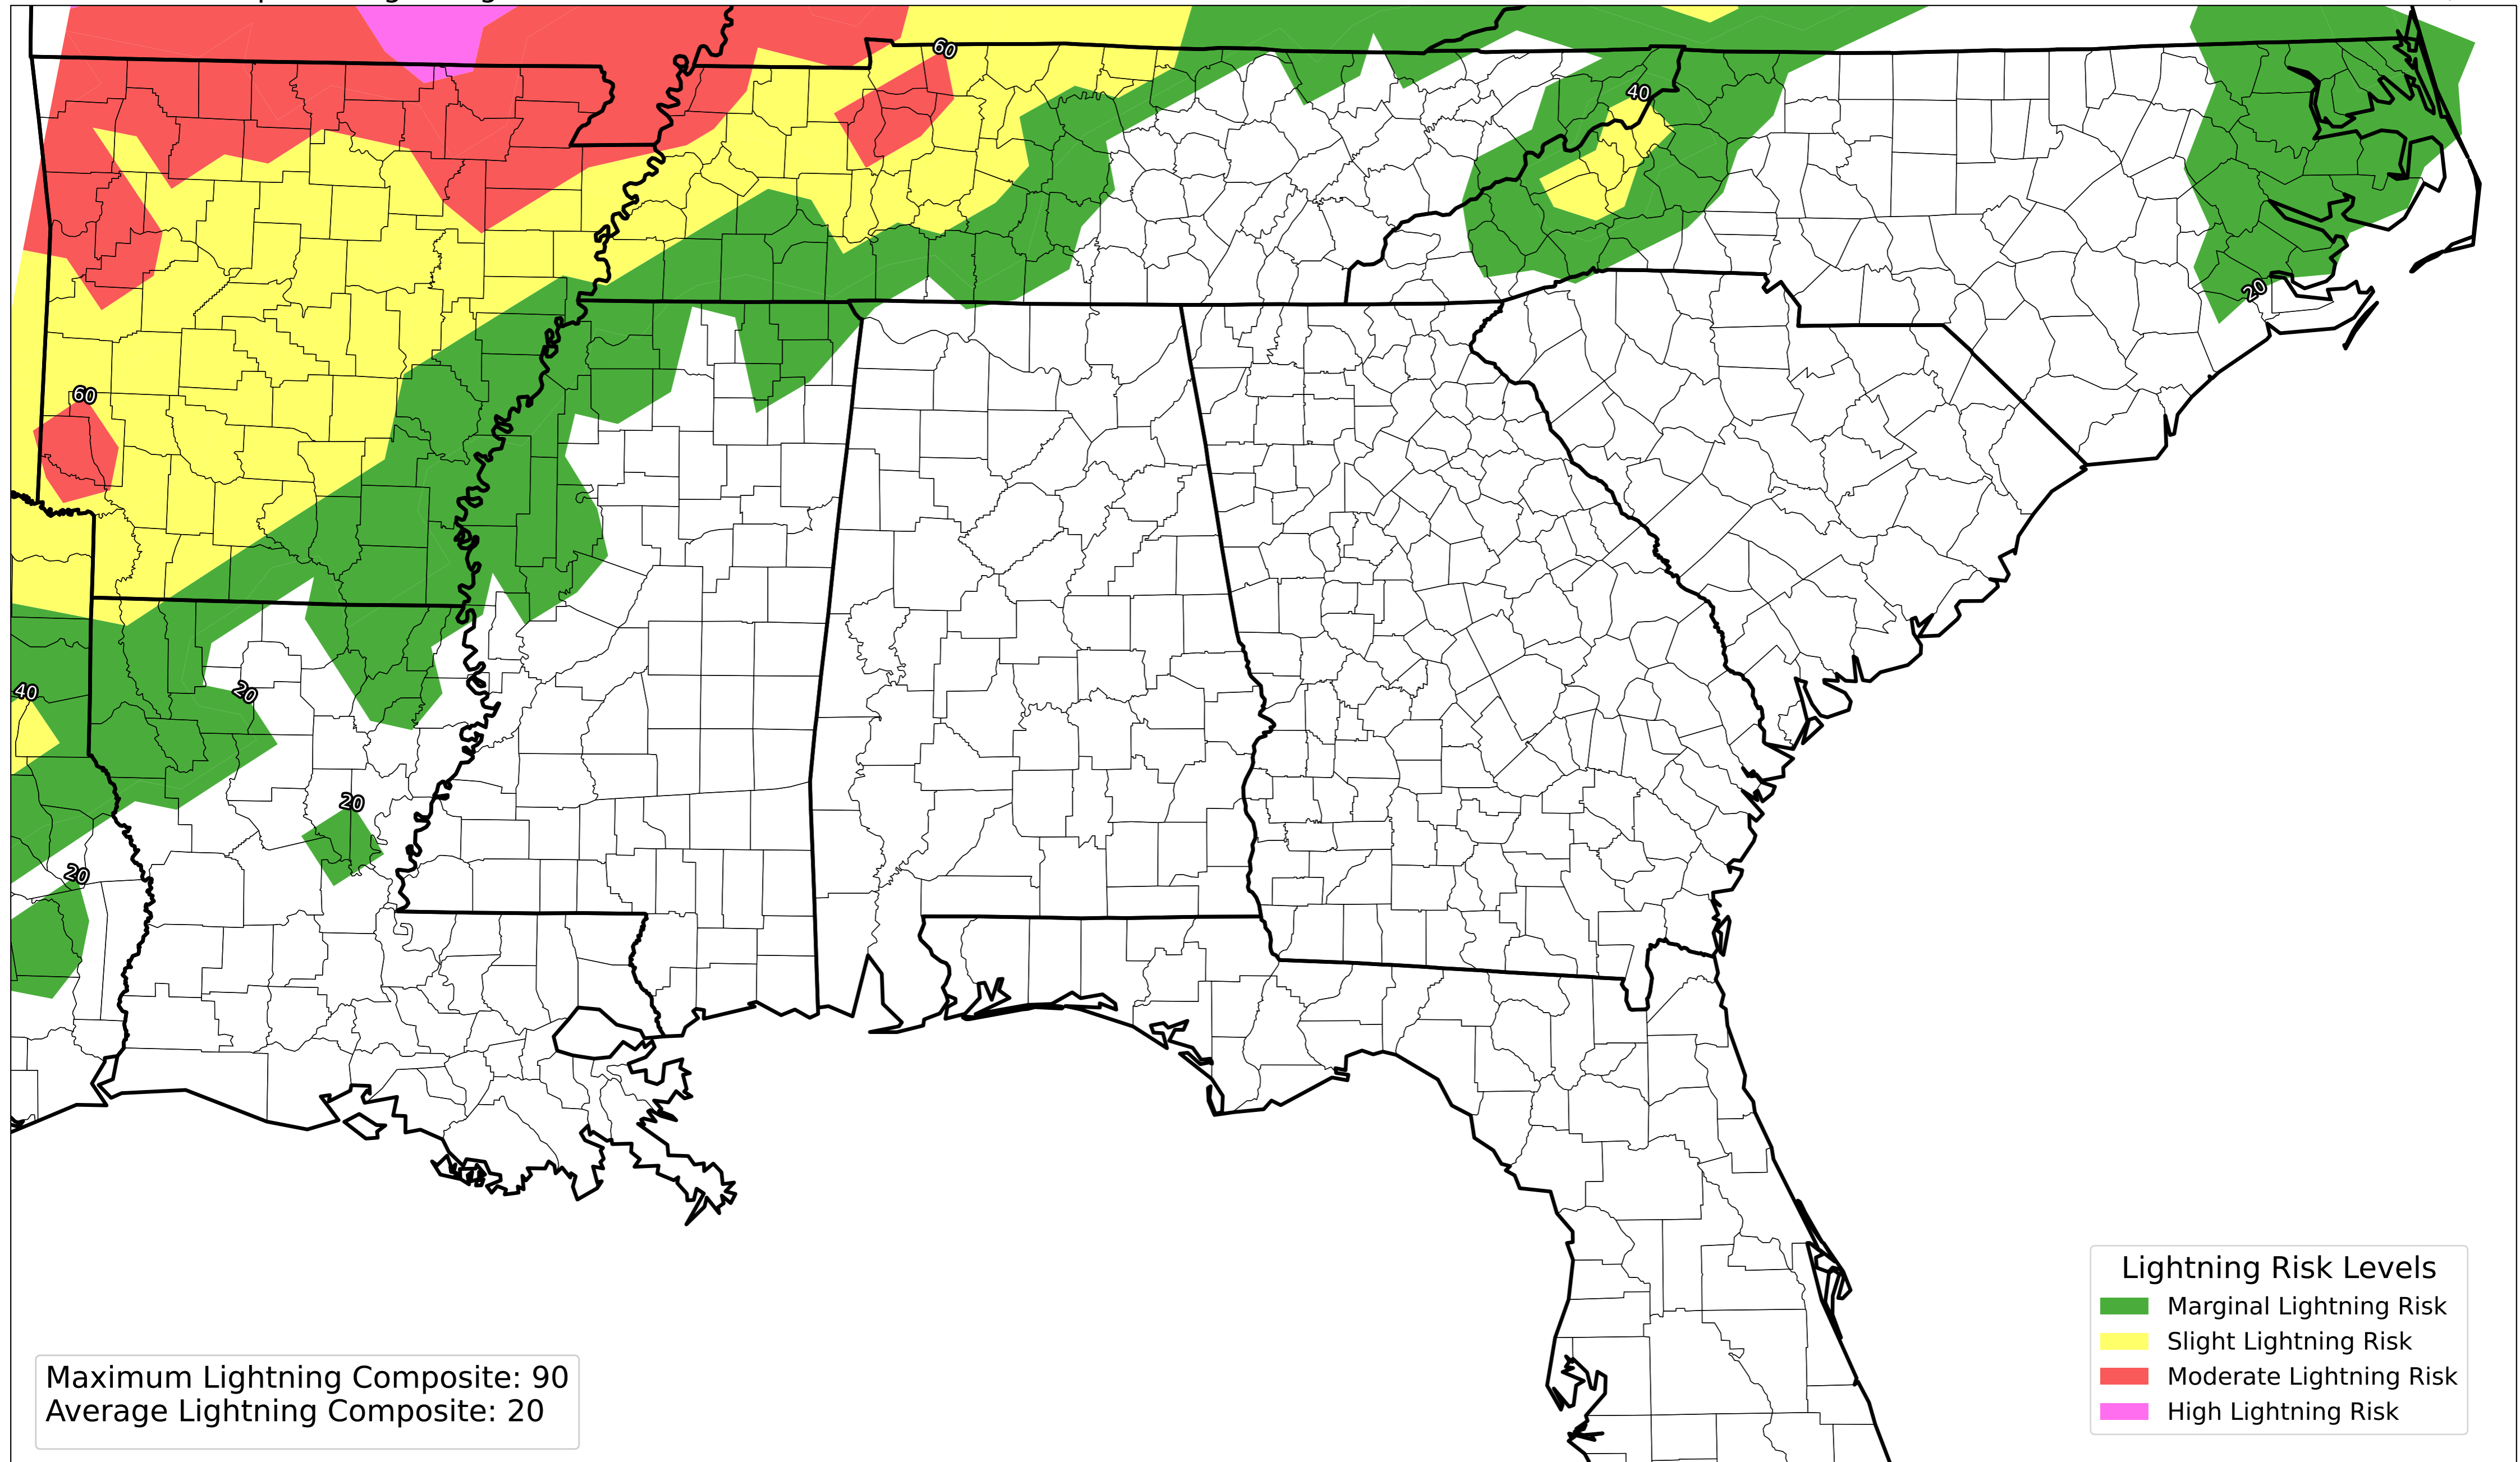 60
40
20
60
40
20
20
20
Lightning Risk Levels
Marginal Lightning Risk
Slight Lightning Risk
Moderate Lightning Risk
High Lightning Risk
Maximum Lightning Composite: 90
Average Lightning Composite: 20